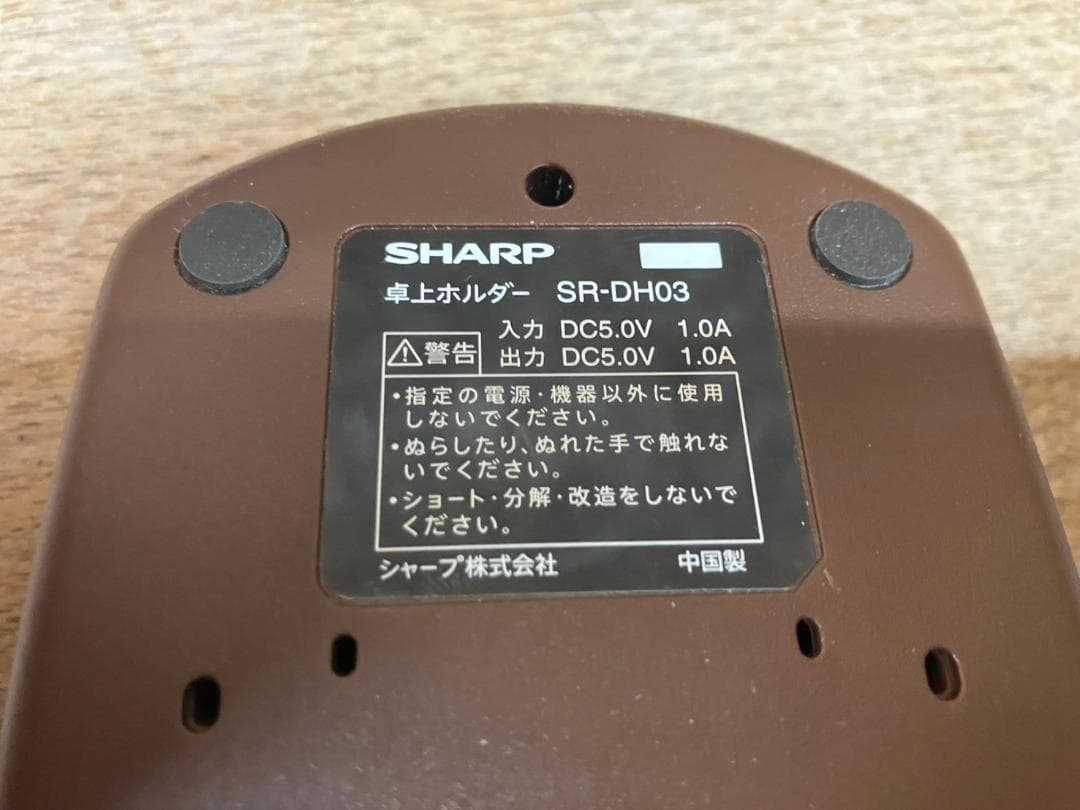 SHARP
卓上ホルダー SR-DH03
入力 DC5.0V 1.0A
⚠警告 出力 DC5.0V 1.0A
・指定の電源・機器以外に使用
しないでください。
・ぬらしたり、ぬれた手で触れな
いでください。
・ショート・分解・改造をしないで
ください。
シャープ株式会社 中国製